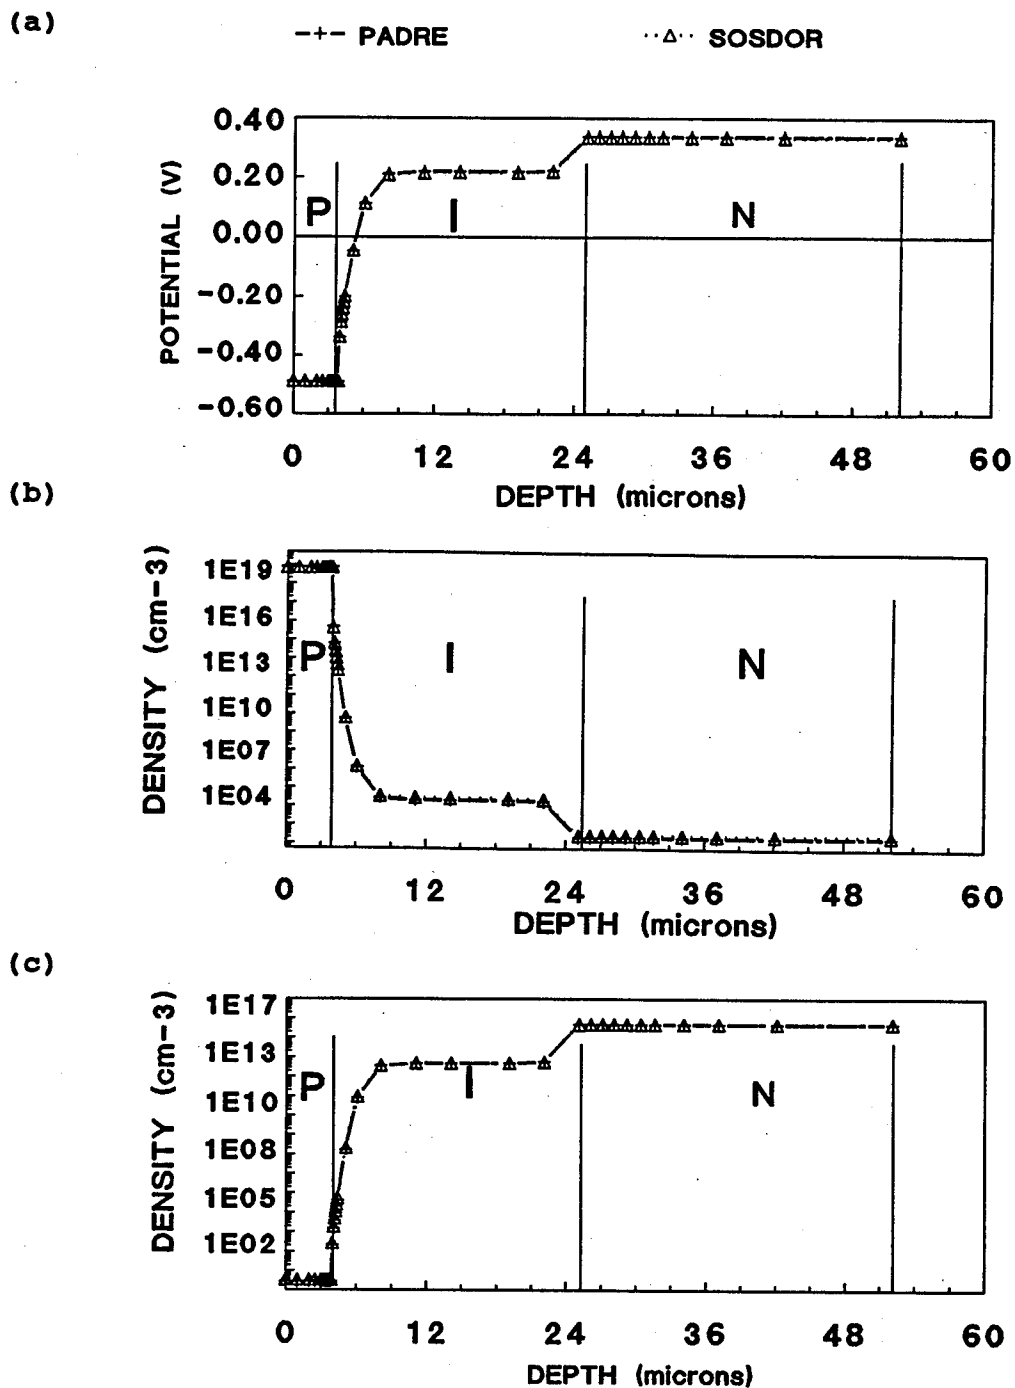 (a)
-+- PADRE ··△·· SOSDOR
POTENTIAL (V)
0.40
0.20
0.00
-0.20
-0.40
-0.60
P I N
0 12 24 36 48 60
DEPTH (microns)
(b)
DENSITY (cm-3)
1E19
1E16
1E13
1E10
1E07
1E04
P I N
0 12 24 36 48 60
DEPTH (microns)
(c)
DENSITY (cm-3)
1E17
1E13
1E10
1E08
1E05
1E02
P I N
0 12 24 36 48 60
DEPTH (microns)